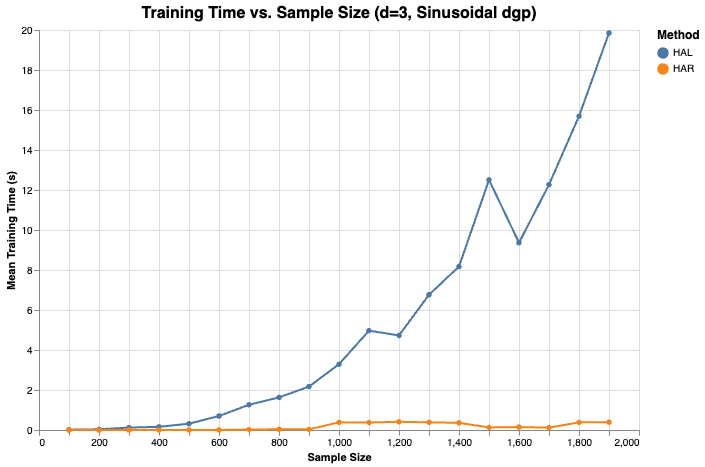 Training Time vs. Sample Size (d=3, Sinusoidal dgp)
Method
HAL
HAR
Mean Training Time (s)
20
18
16
14
12
10
8
6
4
2
0
0 200 400 600 800 1,000 1,200 1,400 1,600 1,800 2,000
Sample Size